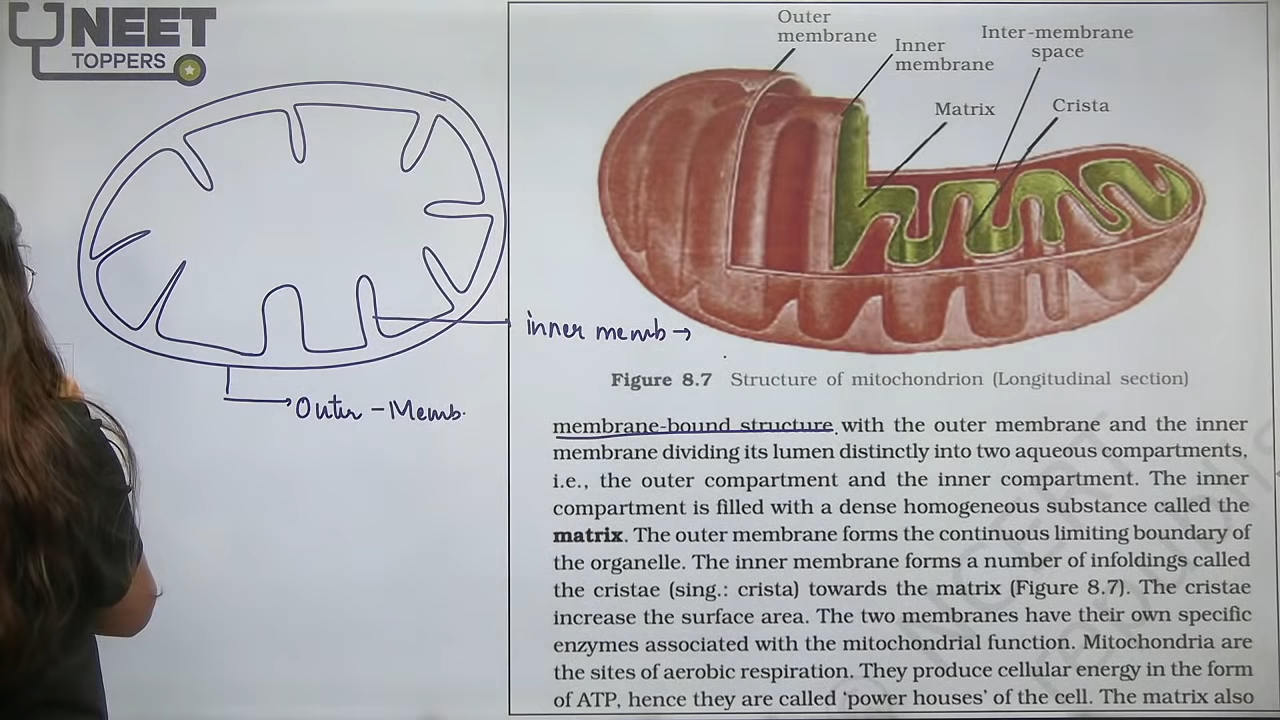 NEET
TOPPERS
Outer
membrane
Inner
membrane
Inter-membrane
space
Matrix
Crista
inner memb →
Outer - Memb.
Figure 8.7 Structure of mitochondrion (Longitudinal section)
membrane-bound structure with the outer membrane and the inner
membrane dividing its lumen distinctly into two aqueous compartments,
i.e., the outer compartment and the inner compartment. The inner
compartment is filled with a dense homogeneous substance called the
matrix. The outer membrane forms the continuous limiting boundary of
the organelle. The inner membrane forms a number of infoldings called
the cristae (sing.: crista) towards the matrix (Figure 8.7). The cristae
increase the surface area. The two membranes have their own specific
enzymes associated with the mitochondrial function. Mitochondria are
the sites of aerobic respiration. They produce cellular energy in the form
of ATP, hence they are called 'power houses' of the cell. The matrix also